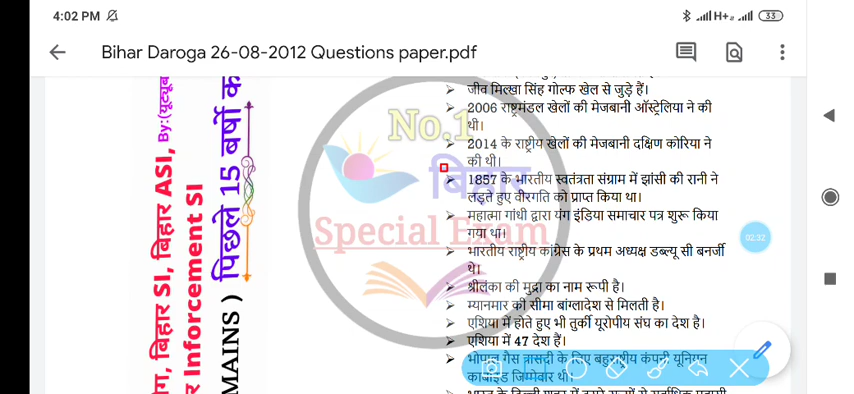 4:02 PM
H+
33
Bihar Daroga 26-08-2012 Questions paper.pdf
जीव मिल्खा सिंह गोल्फ खेल से जुड़े हैं।
2006 राष्ट्रमंडल खेलों की मेजबानी ऑस्ट्रेलिया ने की
थी।
2014 के राष्ट्रीय खेलों की मेजबानी दक्षिण कोरिया ने
की थी।
1857 के भारतीय स्वतंत्रता संग्राम में झांसी की रानी ने
लड़ते हुए वीरगति को प्राप्त किया था।
महात्मा गांधी द्वारा यंग इंडिया समाचार पत्र शुरू किया
गया था।
भारतीय राष्ट्रीय कांग्रेस के प्रथम अध्यक्ष डब्ल्यू सी बनर्जी
थे।
श्रीलंका की मुद्रा का नाम रूपी है।
म्यानमार की सीमा बांग्लादेश से मिलती है।
एशिया में होते हुए भी तुर्की यूरोपीय संघ का देश है।
एशिया में 47 देश हैं।
भोपाल गैस त्रासदी के लिए बहुराष्ट्रीय कंपनी यूनियन
कार्बाइड जिम्मेवार थी।
No.1
बिहार
Special Exam
02:32
बिहार SI, बिहार ASI, By:(यूट्यूब
r Inforcement SI
पिछले 15 वर्षों क
MAINS )